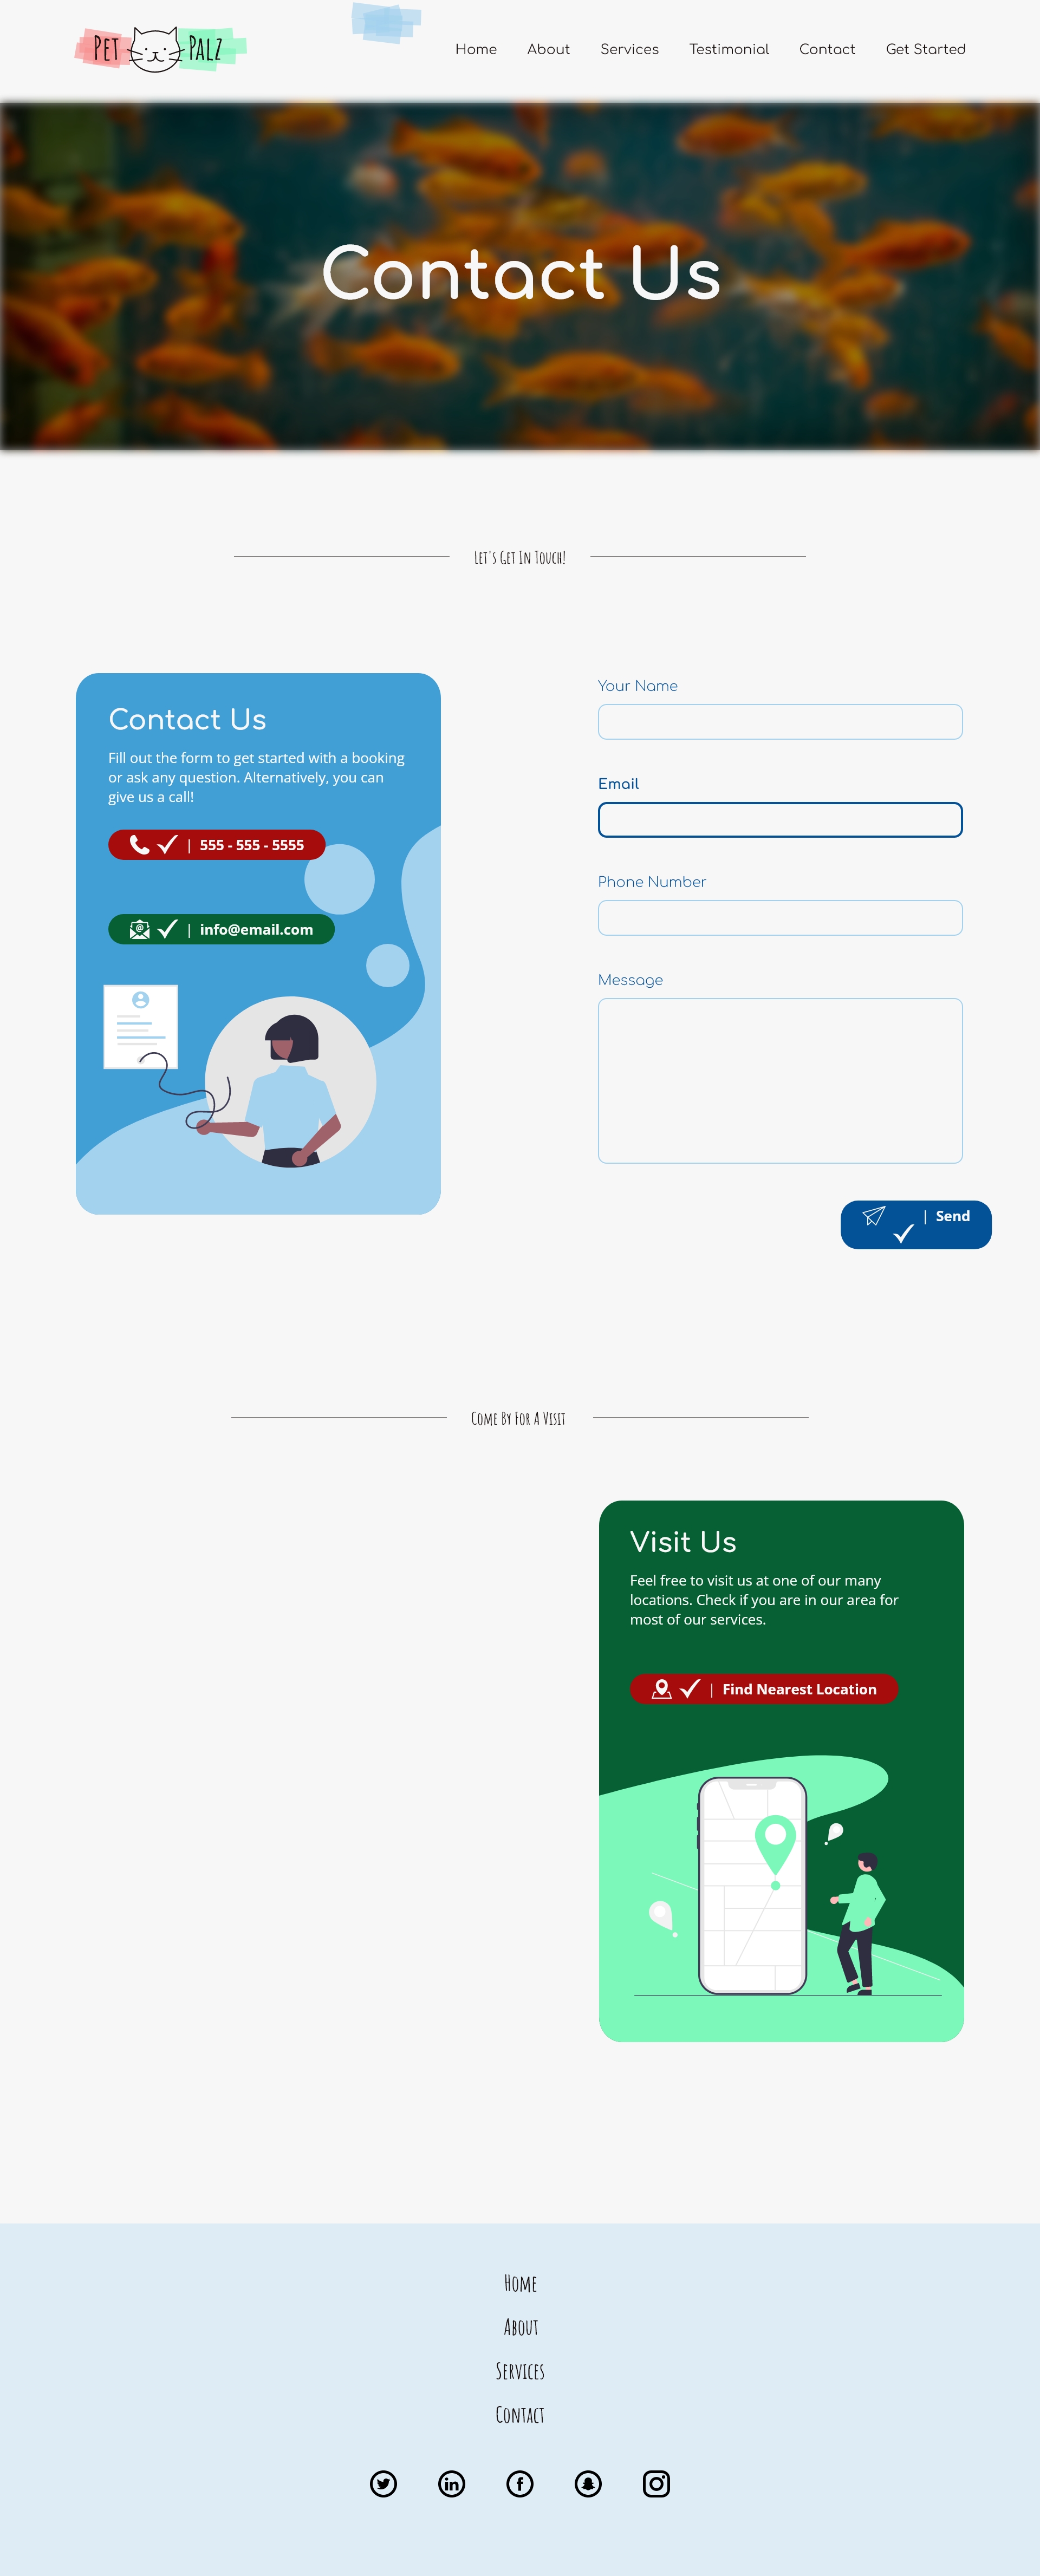 PET PALZ
Home About Services Testimonial Contact Get Started
Contact Us
Let's Get In Touch!
Contact Us
Fill out the form to get started with a booking
or ask any question. Alternatively, you can
give us a call!
| 555 - 555 - 5555
@
| info@email.com
Your Name
Email
Phone Number
Message
| Send
Come By For A Visit
Visit Us
Feel free to visit us at one of our many
locations. Check if you are in our area for
most of our services.
| Find Nearest Location
Home
About
Services
Contact
in f